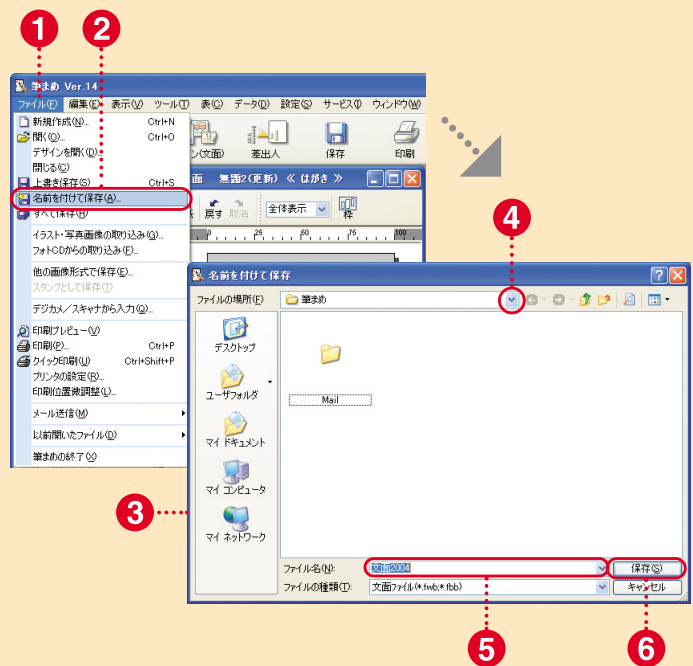 1 2
筆まめ Ver.14
ファイル(F) 編集(E) 表示(V) ツール(T) 表(C) データ(D) 設定(S) サービス(I) ウィンドウ(W)
新規作成(N)... Ctrl+N
開く(O)... Ctrl+O
デザインを開く(D)...
閉じる(C)
上書き保存(S) Ctrl+S
名前を付けて保存(A)...
すべて保存(H)
イラスト・写真画像の取り込み(G)...
フォトCDからの取り込み(F)...
他の画像形式で保存(E)...
スタンプとして保存(T)
デジカメ／スキャナから入力(Q)...
印刷プレビュー(V)
印刷(P)... Ctrl+P
クイック印刷(U) Ctrl+Shift+P
プリンタの設定(R)...
印刷位置微調整(L)...
メール送信(M)
以前開いたファイル(D)
筆まめの終了(X)
ン(文面) 差出人 保存 印刷
面 無題2(更新) ≪ はがき ≫
戻す 取消 全体表示 枠
0 25 50 75 100
4
名前を付けて保存
ファイルの場所(F) 筆まめ
デスクトップ
ユーザフォルダ
マイ ドキュメント
マイ コンピュータ
マイ ネットワーク
Mail
3
ファイル名(N): 文面2004 保存(S)
ファイルの種類(T): 文面ファイル(*.fwb;*.fbb) キャンセル
5 6